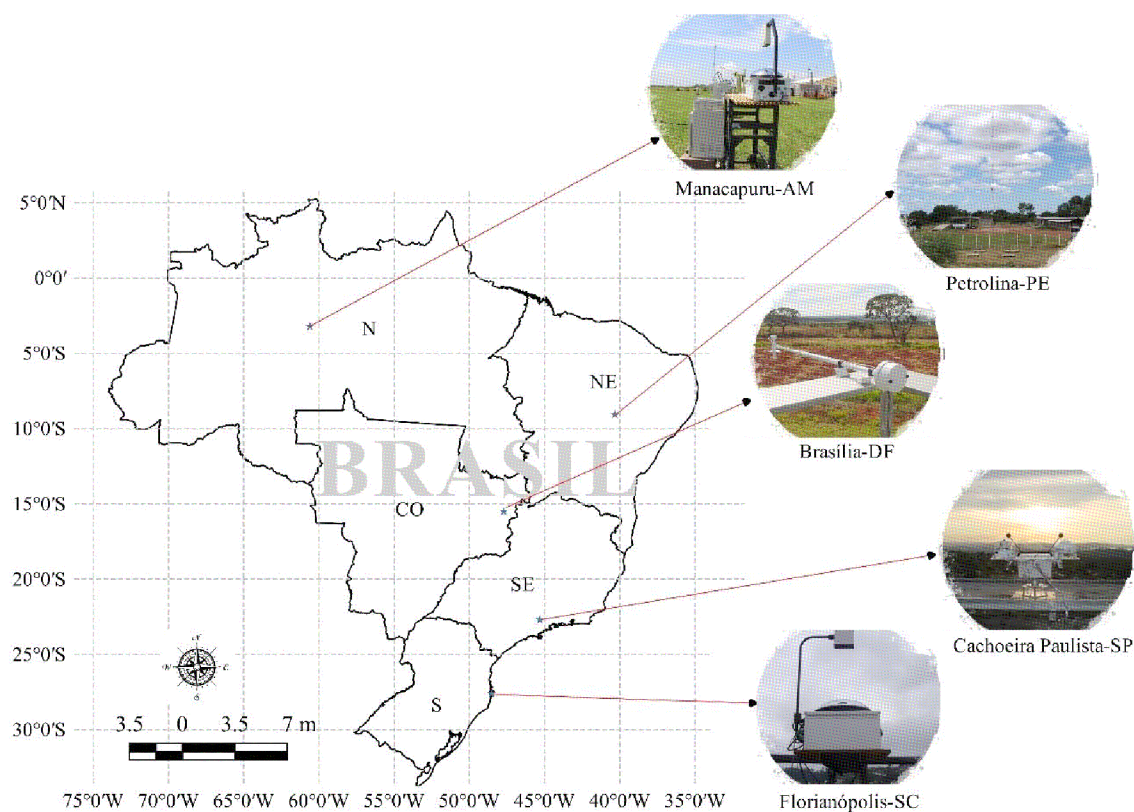 Manacapuru-AM
Petrolina-PE
5°0'N
0°0'
N
5°0'S
NE
Brasília-DF
10°0'S
BRASIL
15°0'S
CO
20°0'S
SE
25°0'S
Cachoeira Paulista-SP
N
S
3.5 0 3.5 7 m
30°0'S
75°0'W 70°0'W 65°0'W 60°0'W 55°0'W 50°0'W 45°0'W 40°0'W 35°0'W
Florianópolis-SC